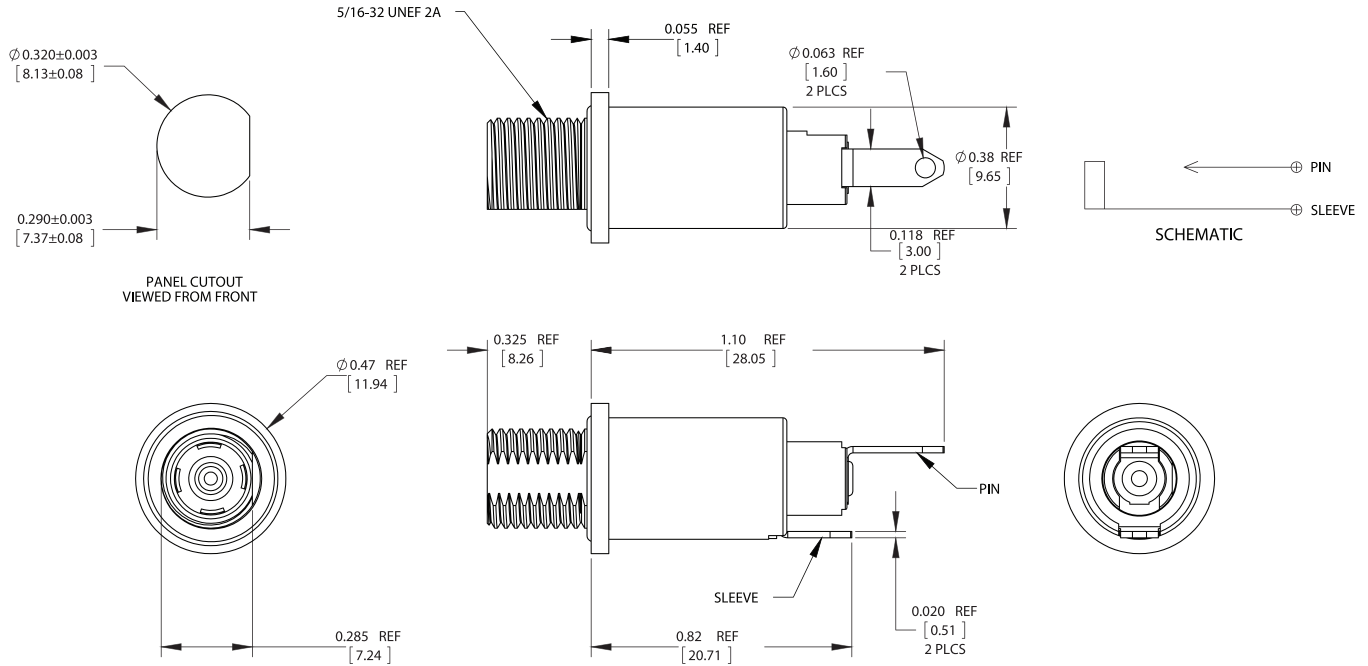 5/16-32 UNEF 2A
0.055 REF
[1.40]
Ø 0.320±0.003
[8.13±0.08]
Ø 0.063 REF
[1.60]
2 PLCS
Ø 0.38 REF
[9.65]
PIN
SLEEVE
SCHEMATIC
0.290±0.003
[7.37±0.08]
0.118 REF
[3.00]
2 PLCS
PANEL CUTOUT
VIEWED FROM FRONT
0.325 REF
[8.26]
1.10 REF
[28.05]
Ø 0.47 REF
[11.94]
PIN
SLEEVE
0.020 REF
[0.51]
2 PLCS
0.285 REF
[7.24]
0.82 REF
[20.71]